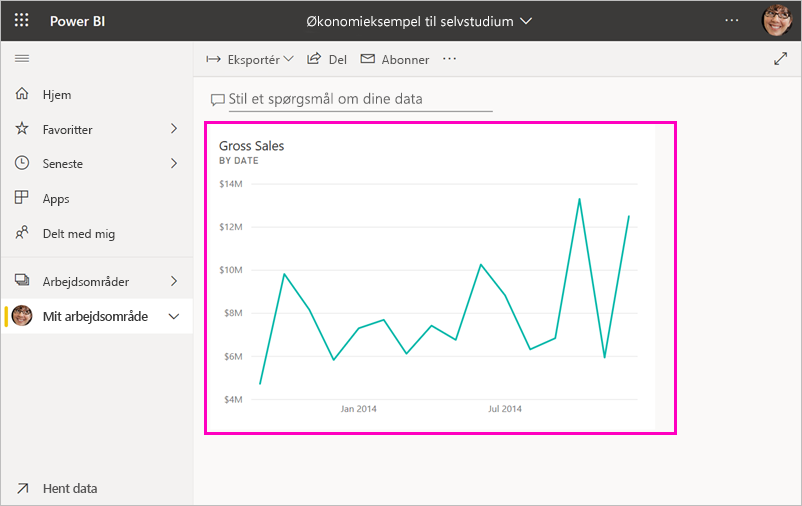 Power BI
Økonomieksempel til selvstudium
Eksportér
Del
Abonner
Hjem
Favoritter
Seneste
Apps
Delt med mig
Arbejdsområder
Mit arbejdsområde
Hent data
Stil et spørgsmål om dine data
Gross Sales
BY DATE
$14M
$12M
$10M
$8M
$6M
$4M
Jan 2014
Jul 2014